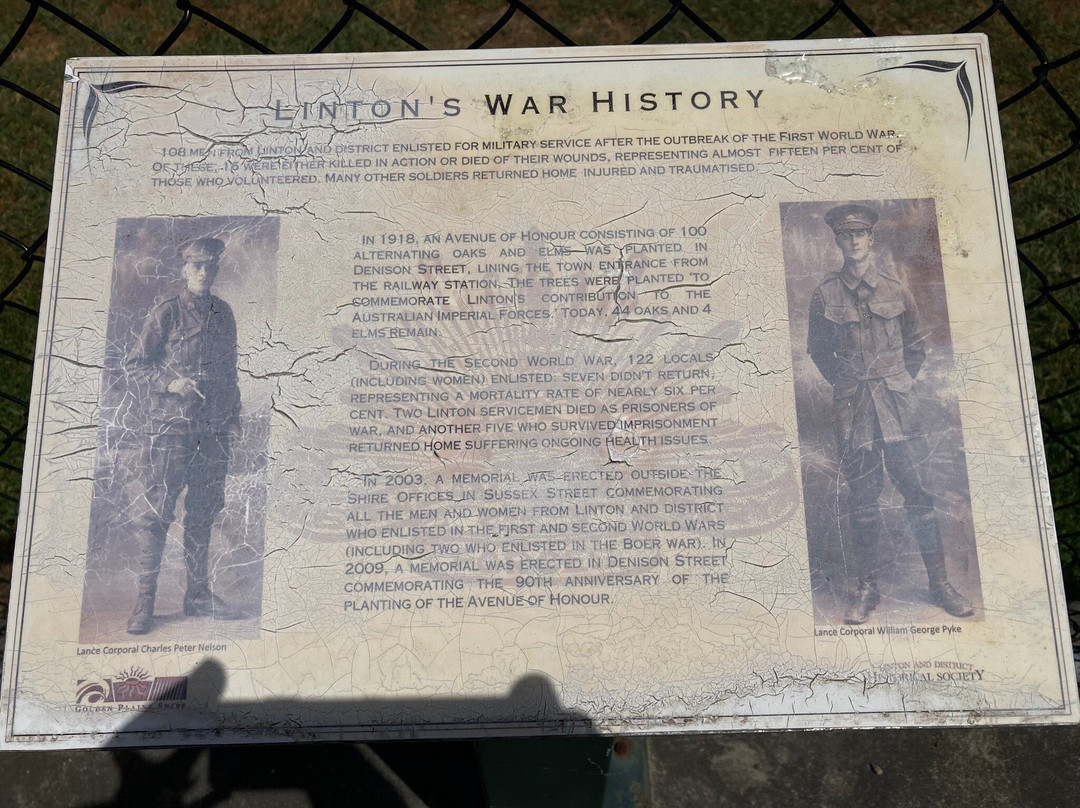 LINTON'S WAR HISTORY
108 MEN FROM LINTON AND DISTRICT ENLISTED FOR MILITARY SERVICE AFTER THE OUTBREAK OF THE FIRST WORLD WAR.
OF THESE, 16 WERE EITHER KILLED IN ACTION OR DIED OF THEIR WOUNDS, REPRESENTING ALMOST FIFTEEN PER CENT OF
THOSE WHO VOLUNTEERED. MANY OTHER SOLDIERS RETURNED HOME INJURED AND TRAUMATISED.
IN 1918, AN AVENUE OF HONOUR CONSISTING OF 100
ALTERNATING OAKS AND ELMS WAS PLANTED IN
DENISON STREET, LINING THE TOWN ENTRANCE FROM
THE RAILWAY STATION. THE TREES WERE PLANTED 'TO
COMMEMORATE LINTON'S CONTRIBUTION TO THE
AUSTRALIAN IMPERIAL FORCES.' TODAY, 44 OAKS AND 4
ELMS REMAIN.
DURING THE SECOND WORLD WAR, 122 LOCALS
(INCLUDING WOMEN) ENLISTED: SEVEN DIDN'T RETURN,
REPRESENTING A MORTALITY RATE OF NEARLY SIX PER
CENT. TWO LINTON SERVICEMEN DIED AS PRISONERS OF
WAR, AND ANOTHER FIVE WHO SURVIVED IMPRISONMENT
RETURNED HOME SUFFERING ONGOING HEALTH ISSUES.
IN 2003, A MEMORIAL WAS ERECTED OUTSIDE THE
SHIRE OFFICES IN SUSSEX STREET COMMEMORATING
ALL THE MEN AND WOMEN FROM LINTON AND DISTRICT
WHO ENLISTED IN THE FIRST AND SECOND WORLD WARS
(INCLUDING TWO WHO ENLISTED IN THE BOER WAR). IN
2009, A MEMORIAL WAS ERECTED IN DENISON STREET
COMMEMORATING THE 90TH ANNIVERSARY OF THE
PLANTING OF THE AVENUE OF HONOUR.
Lance Corporal Charles Peter Nelson
Lance Corporal William George Pyke
GOLDEN PLAINS SHIRE
LINTON AND DISTRICT
HISTORICAL SOCIETY